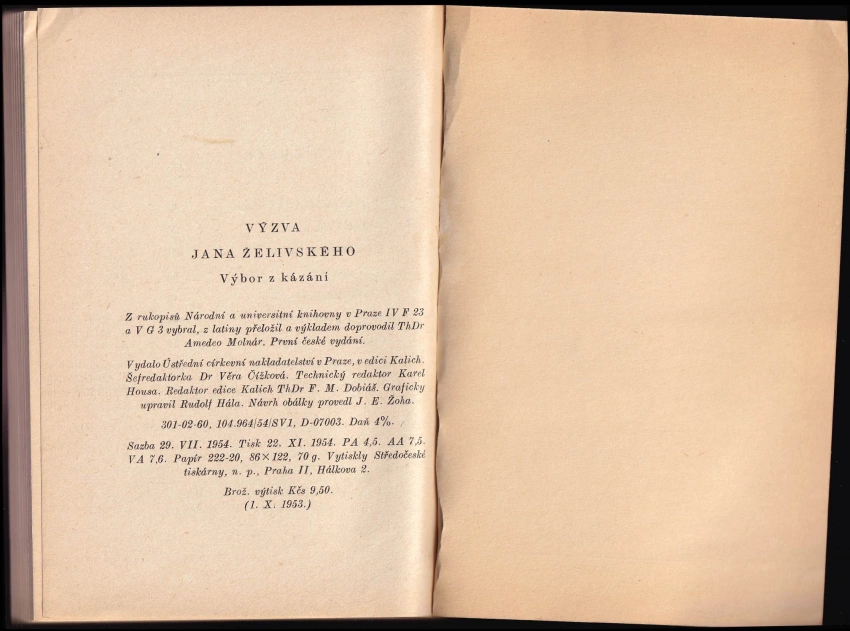 VÝZVA
JANA ŽELIVSKÉHO
Výbor z kázání
Z rukopisů Národní a universitní knihovny v Praze IV F 23
a V G 3 vybral, z latiny přeložil a výkladem doprovodil ThDr
Amedeo Molnár. První české vydání.
Vydalo Ústřední církevní nakladatelství v Praze, v edici Kalich.
Šefredaktorka Dr Věra Čížková. Technický redaktor Karel
Housa. Redaktor edice Kalich ThDr F. M. Dobiáš. Graficky
upravil Rudolf Hála. Návrh obálky provedl J. E. Žoha.
301-02-60, 104.964/54/SV1, D-07003. Daň 4%.
Sazba 29. VII. 1954. Tisk 22. XI. 1954. PA 4,5. AA 7,5.
VA 7,6. Papír 222-20, 86×122, 70 g. Vytiskly Středočeské
tiskárny, n. p., Praha II, Hálkova 2.
Brož. výtisk Kčs 9,50.
(1. X. 1953.)